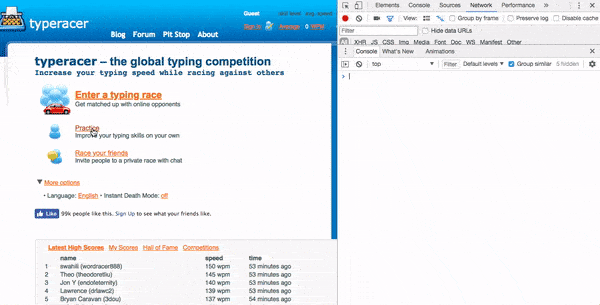 typeracer
Guest
skill level
avg. speed
Sign in
Average
0 WPM
Blog Forum Pit Stop About
typeracer – the global typing competition
Increase your typing speed while racing against others
Enter a typing race
Get matched up with online opponents
Practice
Improve your typing skills on your own
Race your friends
Invite people to a private race with chat
▼ More options
• Language: English • Instant Death Mode: off
Like 99k people like this. Sign Up to see what your friends like.
Latest High Scores My Scores Hall of Fame Competitions
name speed time
1 ewahili (wordracer888) 150 wpm 53 minutes ago
2 Theo (theodoretliu) 145 wpm 53 minutes ago
3 Jon Y (endofeternity) 140 wpm 53 minutes ago
4 Lawrence (drlawc2) 139 wpm 53 minutes ago
5 Bryan Caravan (3dou) 137 wpm 54 minutes ago
Elements Console Sources Network Performance »
View: Group by frame Preserve log Disable cache
Filter Hide data URLs
All XHR JS CSS Img Media Font Doc WS Manifest Other
Console What's New Animations
top Filter Default levels ▼ Group similar 5 hidden